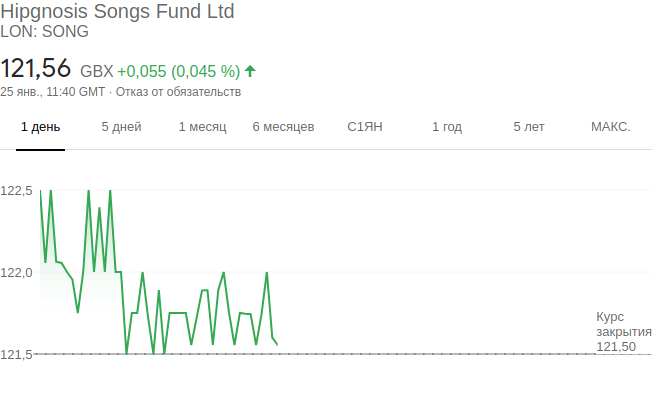 Hipgnosis Songs Fund Ltd
LON: SONG
121,56 GBX +0,055 (0,045 %)
25 янв., 11:40 GMT · Отказ от обязательств
1 день 5 дней 1 месяц 6 месяцев С1ЯН 1 год 5 лет МАКС.
122,5
122,0
Курс
закрытия
121,50
121,5